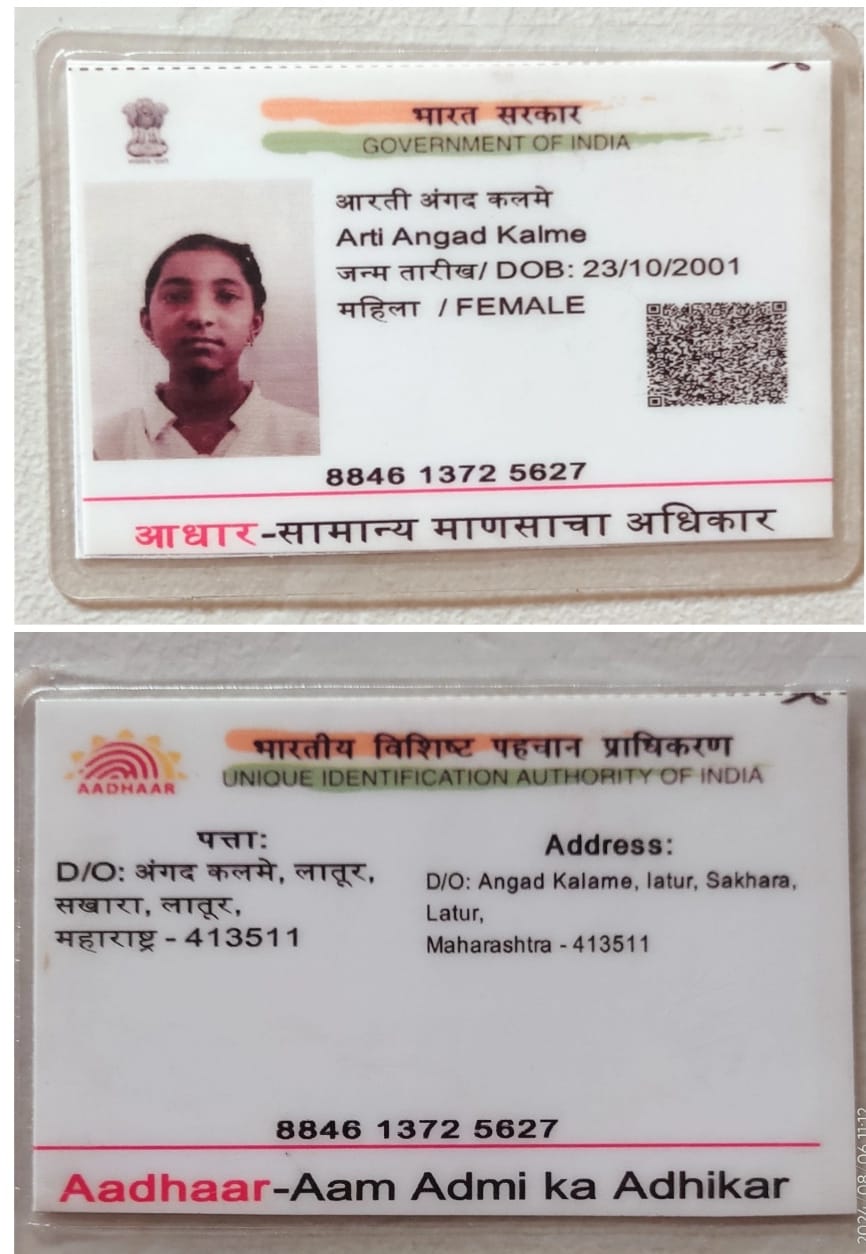 भारत सरकार
GOVERNMENT OF INDIA
आरती अंगद कलमे
Arti Angad Kalme
जन्म तारीख/ DOB: 23/10/2001
महिला / FEMALE
8846 1372 5627
आधार-सामान्य माणसाचा अधिकार
भारतीय विशिष्ट पहचान प्राधिकरण
UNIQUE IDENTIFICATION AUTHORITY OF INDIA
AADHAAR
पत्ता:
D/O: अंगद कलमे, लातूर,
सखारा, लातूर,
महाराष्ट्र - 413511
Address:
D/O: Angad Kalame, latur, Sakhara,
Latur,
Maharashtra - 413511
8846 1372 5627
Aadhaar-Aam Admi ka Adhikar
2024/08/06 11:12